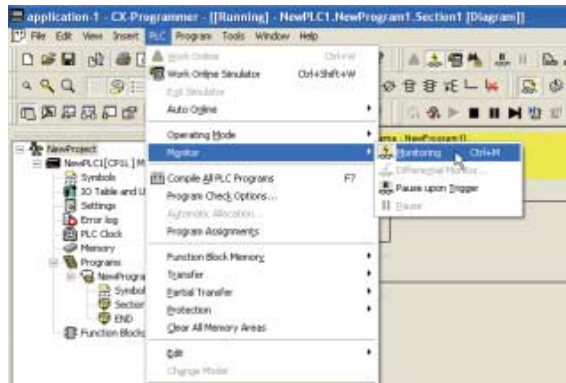 application-1 - CX-Programmer - [[Running] - NewPLC1.NewProgram1.Section1 [Diagram]]
File Edit View Insert PLC Program Tools Window Help
Work Online Ctrl+W
Work Online Simulator Ctrl+Shift+W
Exit Simulator
Auto Online
Operating Mode
Monitor
Monitoring Ctrl+M
Differential Monitor...
Pause upon Trigger
Pause
Compile All PLC Programs F7
Program Check Options...
Automatic Allocation...
Program Assignments
Function Block Memory
Transfer
Partial Transfer
Protection
Clear All Memory Areas
Edit
Change Model
NewProject
NewPLC1[CP1L] M
Symbols
IO Table and U
Settings
Error log
PLC Clock
Memory
Programs
NewProgra
Symbol
Section
END
Function Blocks